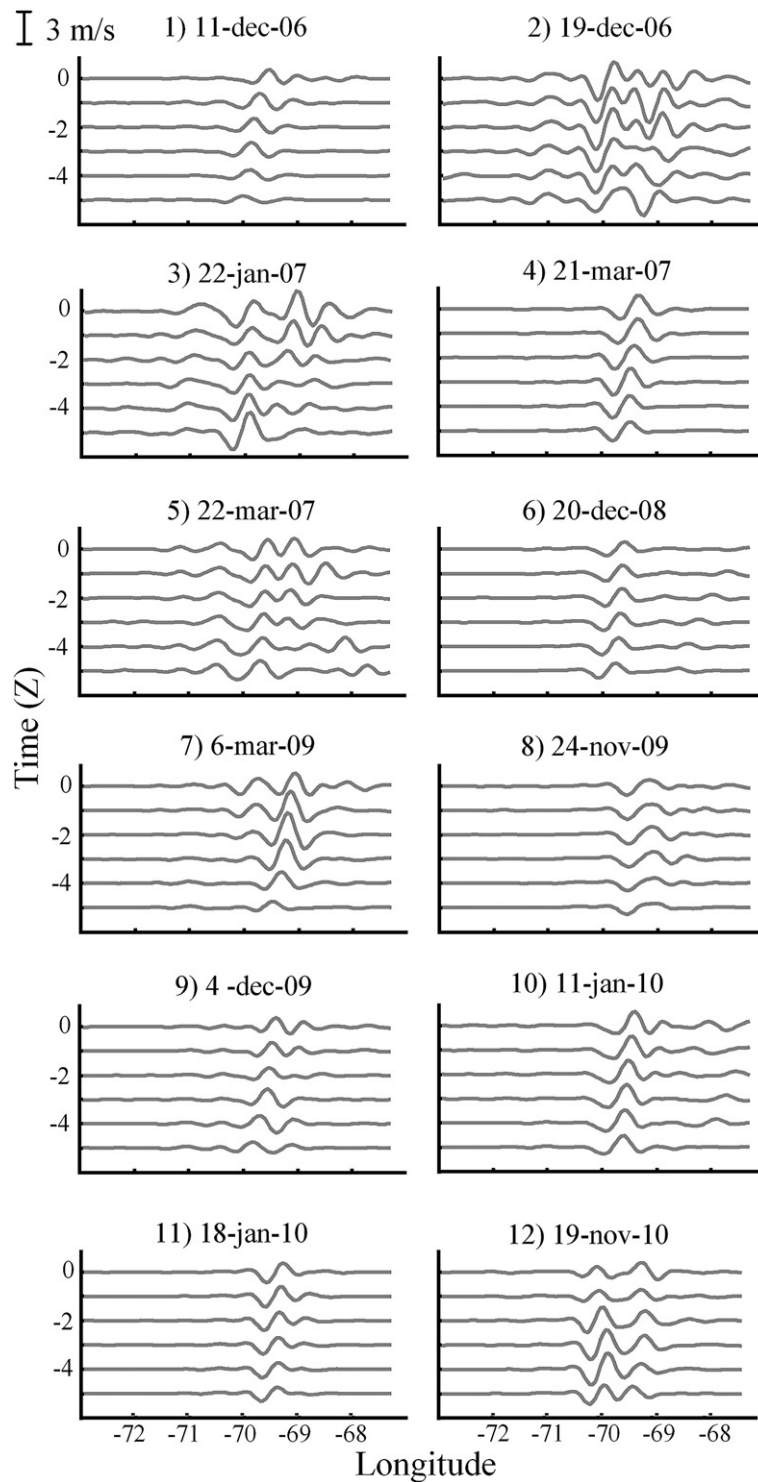 3 m/s
1) 11-dec-06
2) 19-dec-06
0
-2
-4
3) 22-jan-07
4) 21-mar-07
0
-2
-4
5) 22-mar-07
6) 20-dec-08
0
-2
-4
7) 6-mar-09
8) 24-nov-09
0
-2
-4
9) 4 -dec-09
10) 11-jan-10
0
-2
-4
11) 18-jan-10
12) 19-nov-10
0
-2
-4
Time (Z)
-72 -71 -70 -69 -68
-72 -71 -70 -69 -68
Longitude